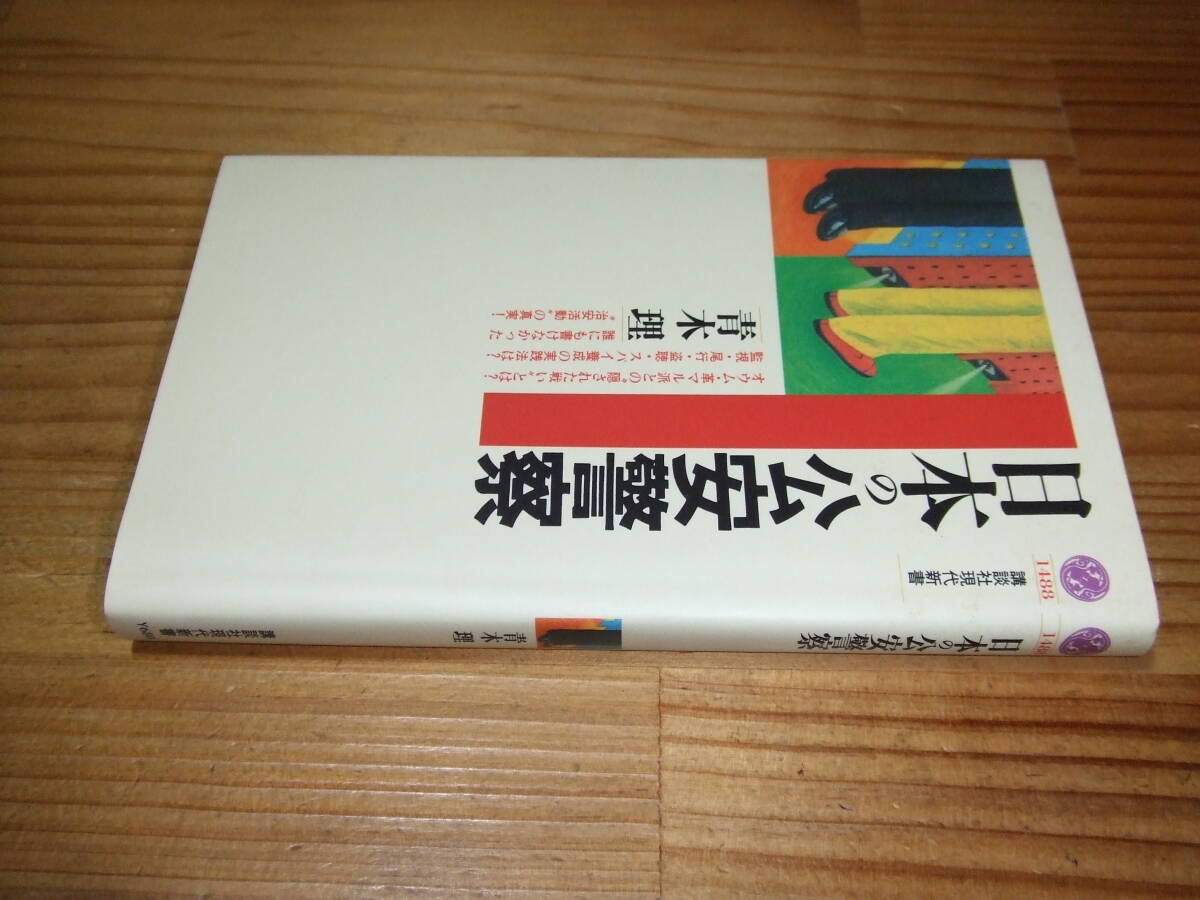 日本の公安警察
青木 理
オウム・革マル派との“隠された戦い”とは？
監視・尾行・盗聴・スパイ養成の実践法は？
誰にも書けなかった
“治安活動”の真実！
講談社現代新書
1488
日本の公安警察
青木 理
講談社現代新書